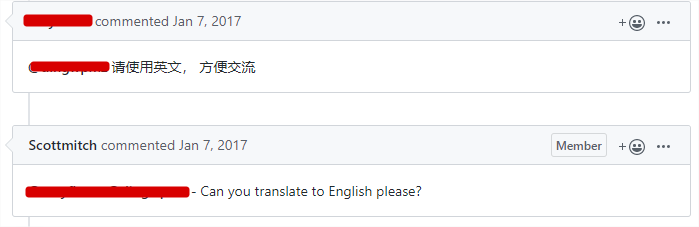 commented Jan 7, 2017
请使用英文， 方便交流
Scottmitch commented Jan 7, 2017
Member
- Can you translate to English please?